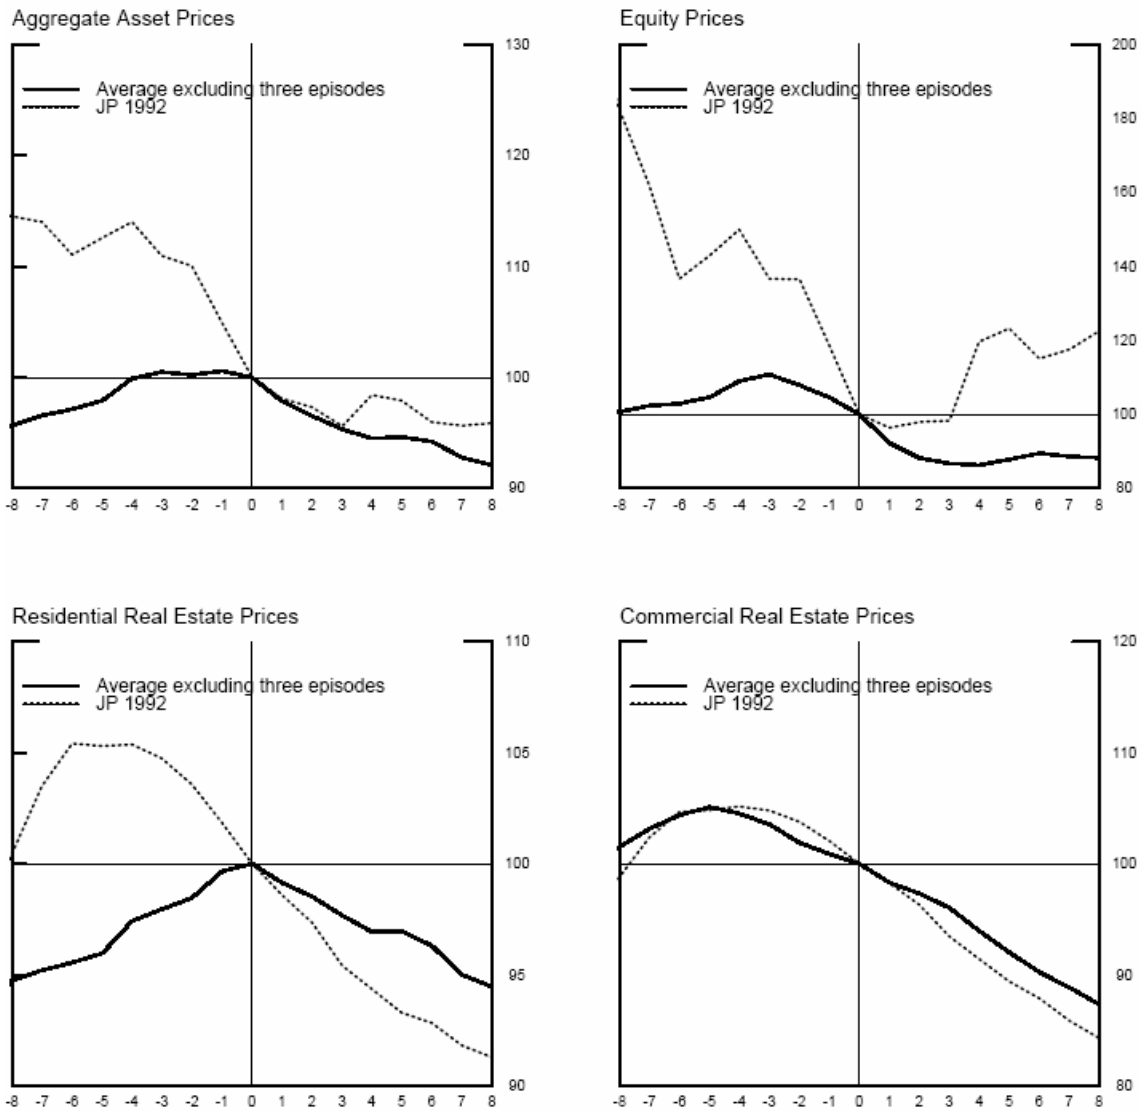 Aggregate Asset Prices
130
Average excluding three episodes
JP 1992
120
110
100
90
-8 -7 -6 -5 -4 -3 -2 -1 0 1 2 3 4 5 6 7 8
Equity Prices
200
Average excluding three episodes
JP 1992
180
160
140
120
100
80
-8 -7 -6 -5 -4 -3 -2 -1 0 1 2 3 4 5 6 7 8
Residential Real Estate Prices
110
Average excluding three episodes
JP 1992
105
100
95
90
-8 -7 -6 -5 -4 -3 -2 -1 0 1 2 3 4 5 6 7 8
Commercial Real Estate Prices
120
Average excluding three episodes
JP 1992
110
100
90
80
-8 -7 -6 -5 -4 -3 -2 -1 0 1 2 3 4 5 6 7 8